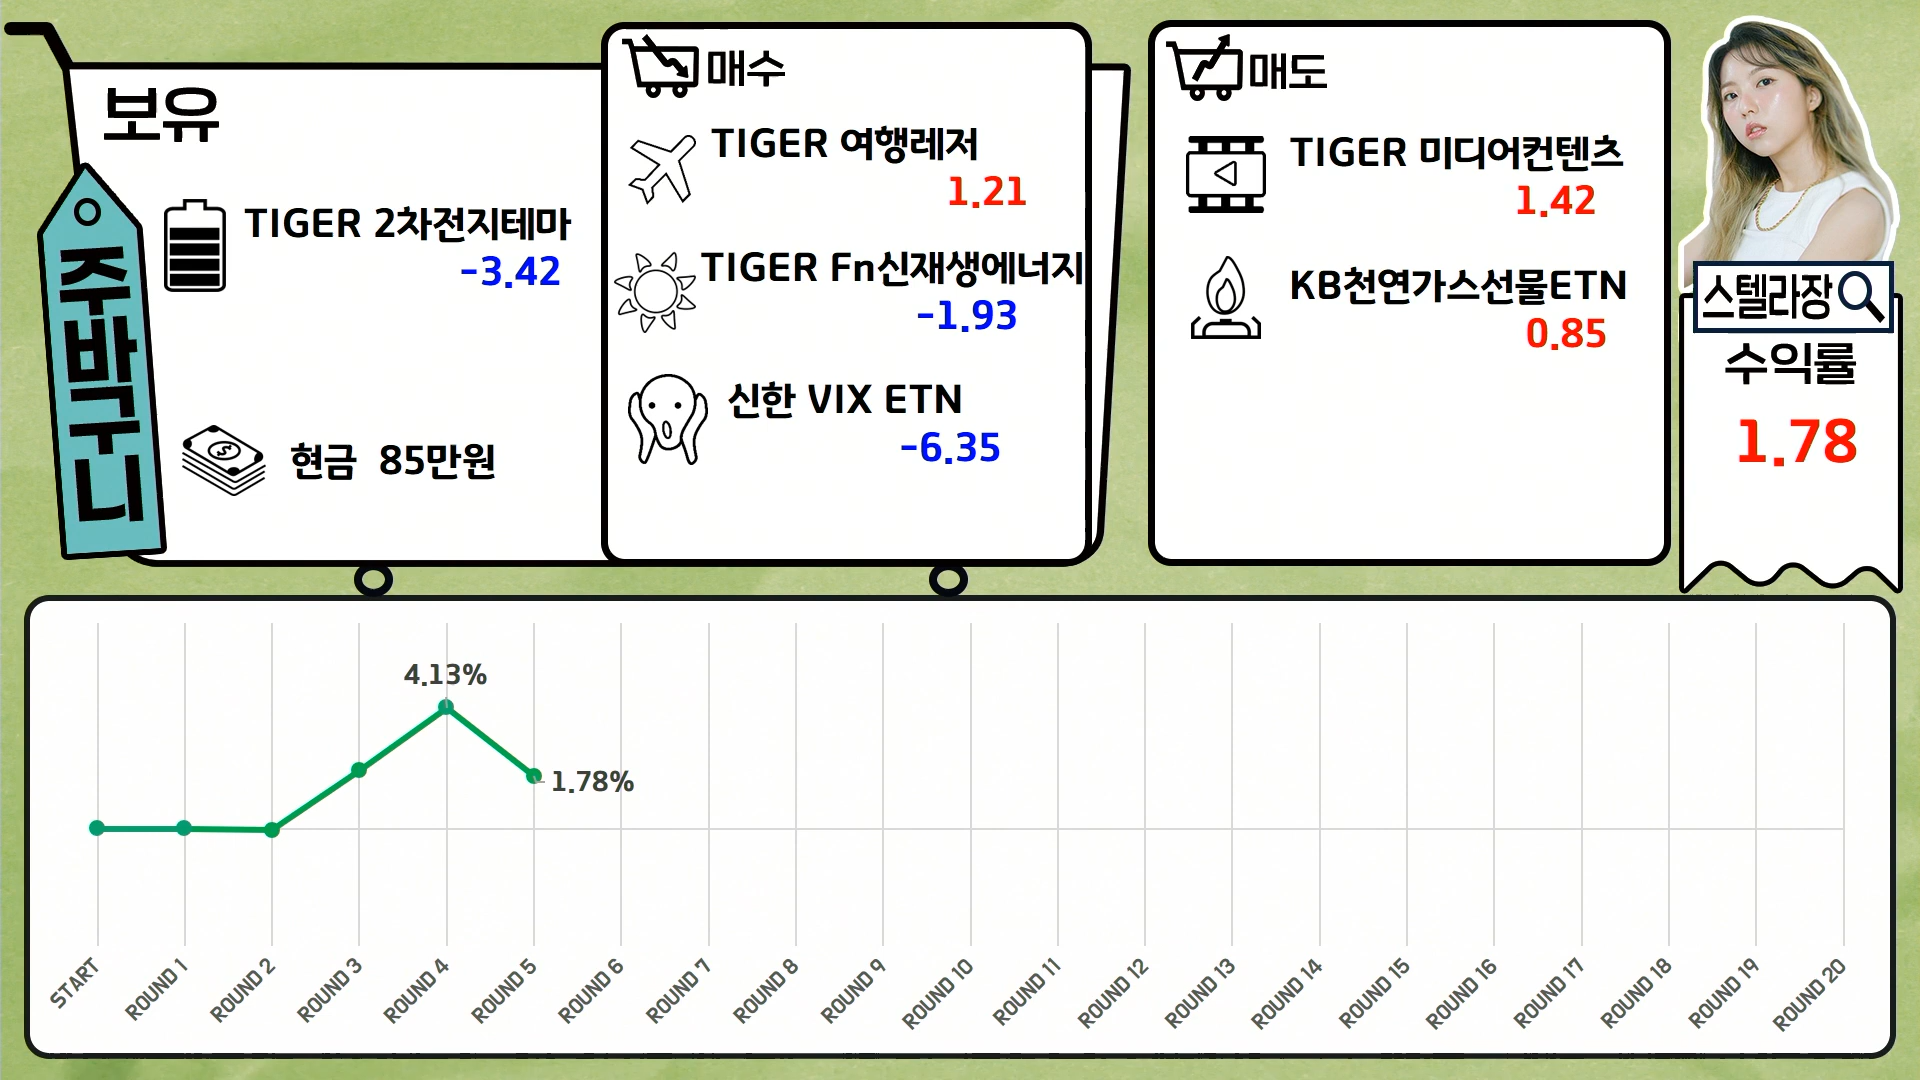 보유
주바구니
TIGER 2차전지테마
-3.42
현금 85만원
매수
TIGER 여행레저
1.21
TIGER Fn신재생에너지
-1.93
신한 VIX ETN
-6.35
매도
TIGER 미디어컨텐츠
1.42
KB천연가스선물ETN
0.85
스텔라장
수익률
1.78
4.13%
1.78%
START
ROUND 1
ROUND 2
ROUND 3
ROUND 4
ROUND 5
ROUND 6
ROUND 7
ROUND 8
ROUND 9
ROUND 10
ROUND 11
ROUND 12
ROUND 13
ROUND 14
ROUND 15
ROUND 16
ROUND 17
ROUND 18
ROUND 19
ROUND 20